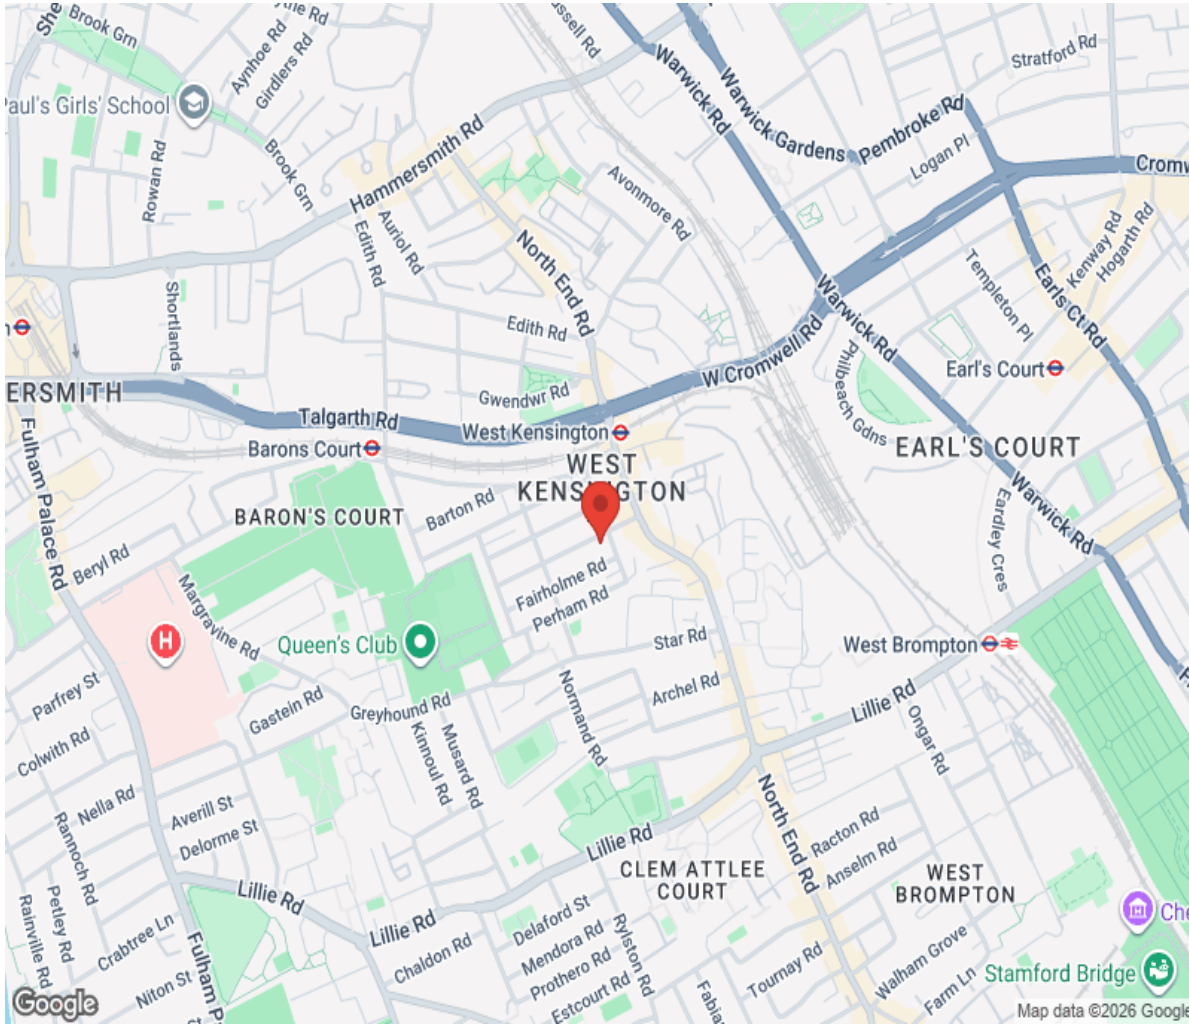 She
Brook Grn
the Rd
Aynhoe Rd
Girdlers Rd
ussell Rd
Warwick Rd
Warwick Gardens
Pembroke Rd
Stratford Rd
Logan Pl
Cromw
Paul's Girls' School
Rowan Rd
Brook Grn
Hammersmith Rd
Avonmore Rd
Auriol Rd
Edith Rd
North End Rd
Kenway Rd
Hogarth Rd
Templeton Pl
Earls Ct Rd
Shortlands
n
Edith Rd
W Cromwell Rd
Warwick Rd
Philbeach Gdns
Earl's Court
ERSMITH
Gwendwr Rd
Talgarth Rd
West Kensington
Barons Court
EARL'S COURT
WEST
KENSINGTON
Fulham Palace Rd
BARON'S COURT
Barton Rd
Eardley Cres
Warwick Rd
Beryl Rd
Margravine Rd
Fairholme Rd
Perham Rd
H
Queen's Club
Star Rd
West Brompton
Parfrey St
Gastein Rd
Greyhound Rd
Normand Rd
Archel Rd
Lillie Rd
Ongar Rd
Colwith Rd
Kinnoul Rd
Musard Rd
Nella Rd
Averill St
Delorme St
Rannoch Rd
North End Rd
Racton Rd
Anselm Rd
Lillie Rd
CLEM ATTLEE
COURT
WEST
BROMPTON
Petley Rd
Rainville Rd
Lillie Rd
Crabtree Ln
Lillie Rd
Delaford St
Rylston Rd
Che
Fulham P
Chaldon Rd
Mendora Rd
Prothero Rd
Tournay Rd
Walham Grove
Farm Ln
Stamford Bridge
Niton St
Estcourt Rd
Fabia
Google
Map data ©2026 Google